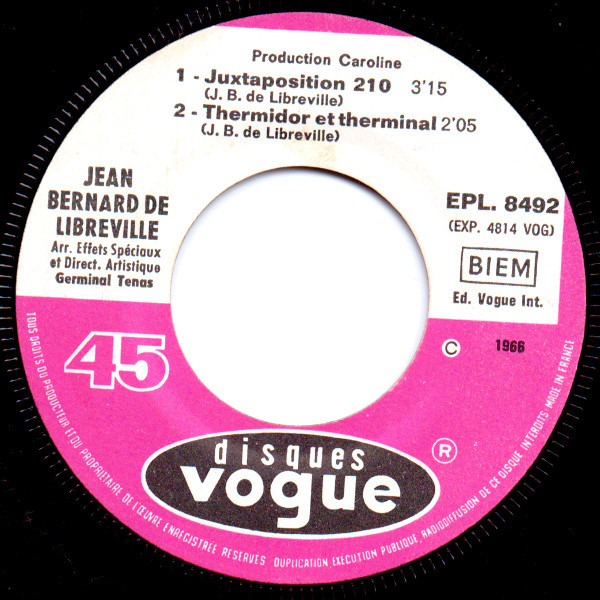 Production Caroline
1 - Juxtaposition 210 3'15
(J. B. de Libreville)
2 - Thermidor et therminal 2'05
(J. B. de Libreville)
JEAN
BERNARD DE
LIBREVILLE
Arr. Effets Spéciaux
et Direct. Artistique
Germinal Tenas
EPL. 8492
(EXP. 4814 VOG)
BIEM
Ed. Vogue Int.
45
© 1966
disques
vogue
®
TOUS DROITS DU PRODUCTEUR ET DU PROPRIETAIRE DE L'ŒUVRE ENREGISTRÉE RESERVES DUPLICATION, EXECUTION PUBLIQUE, RADIODIFFUSION DE CE DISQUE INTERDITS MADE IN FRANCE